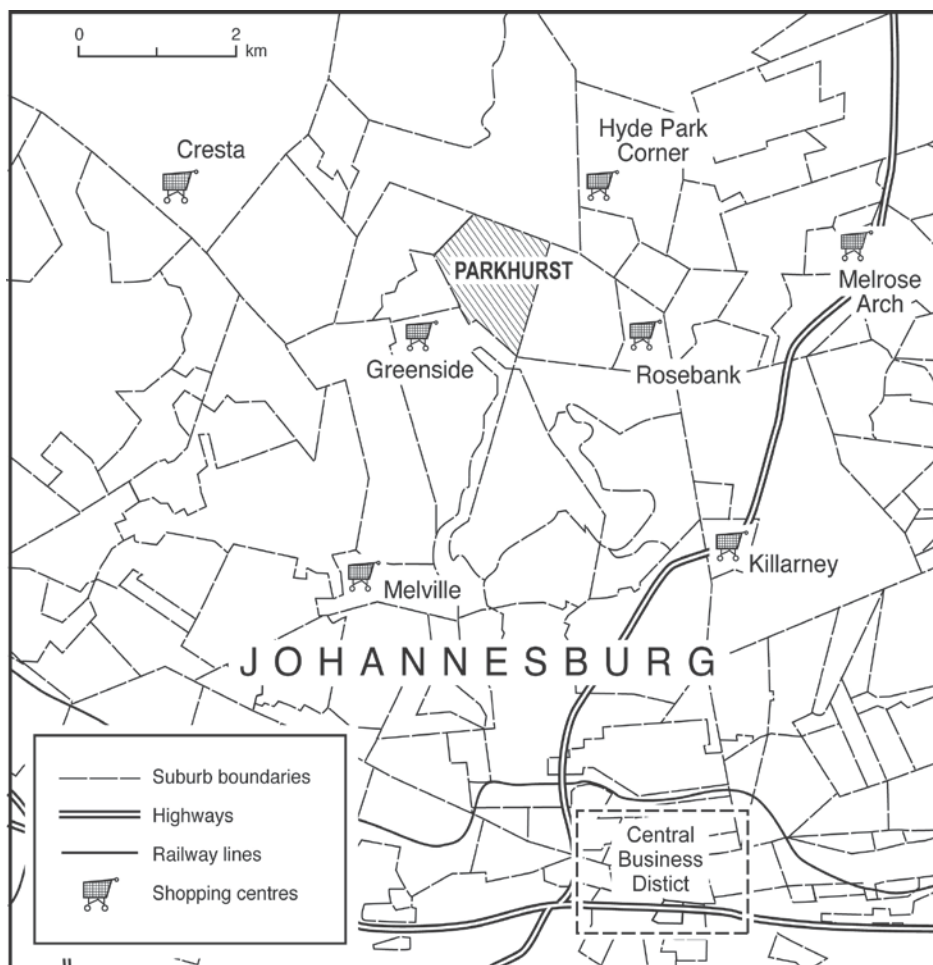 0
2
km
Cresta
Hyde Park
Corner
PARKHURST
Melrose
Arch
Greenside
Rosebank
Killarney
Melville
JOHANNESBURG
Suburb boundaries
Highways
Railway lines
Shopping centres
Central
Business
Distict